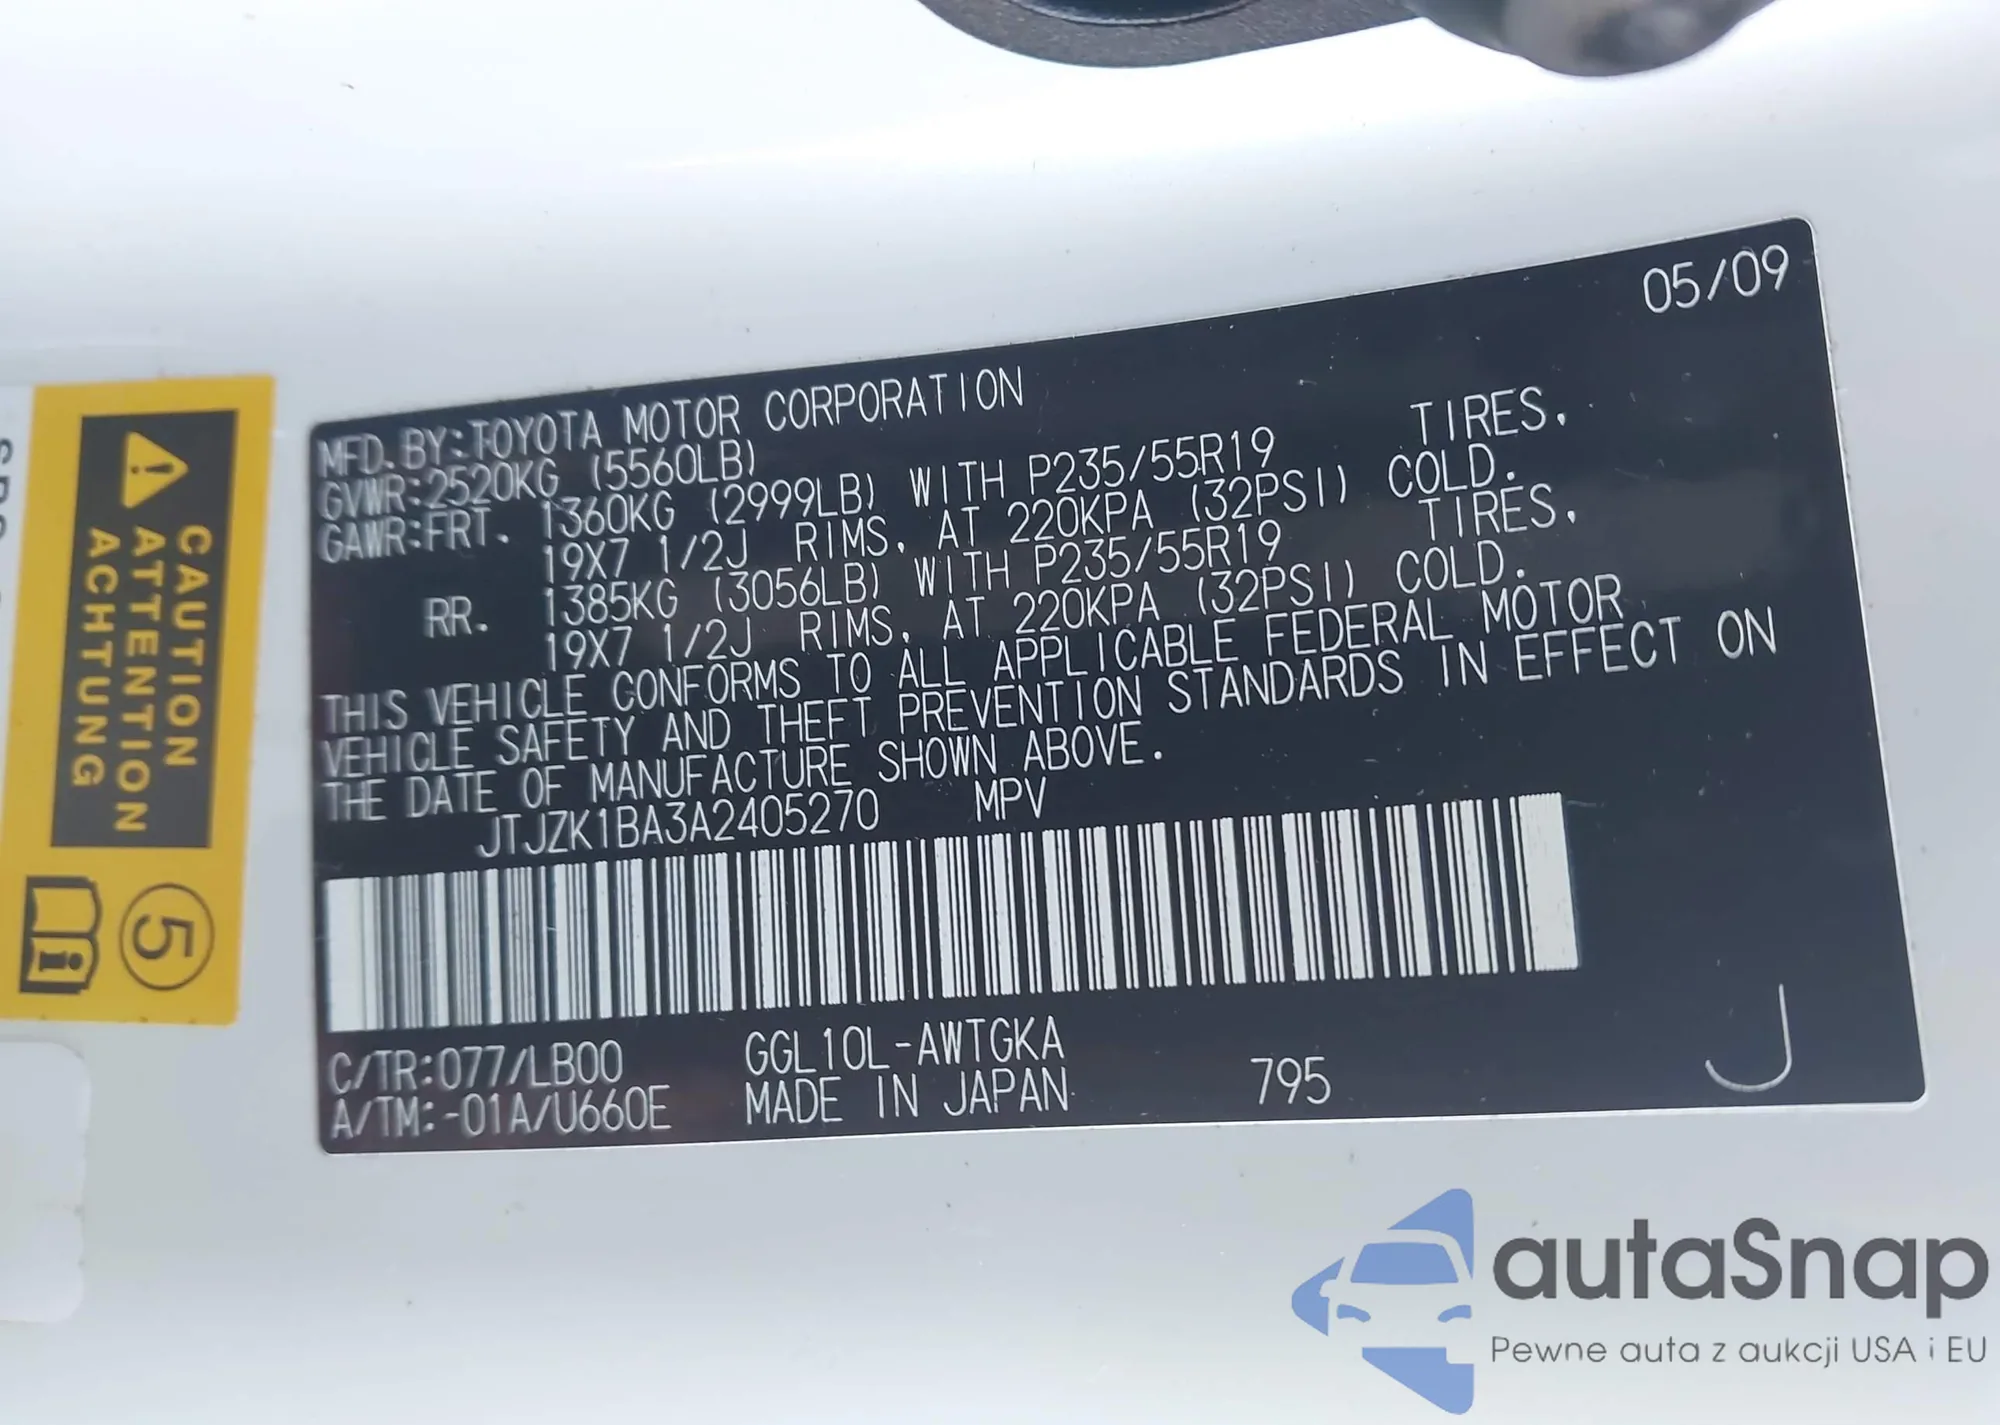 05/09
MFD.BY:TOYOTA MOTOR CORPORATION
GVWR:2520KG (5560LB)
GAWR:FRT. 1360KG (2999LB) WITH P235/55R19 TIRES,
19X7 1/2J RIMS, AT 220KPA (32PSI) COLD.
RR. 1385KG (3056LB) WITH P235/55R19 TIRES,
19X7 1/2J RIMS, AT 220KPA (32PSI) COLD.
THIS VEHICLE CONFORMS TO ALL APPLICABLE FEDERAL MOTOR
VEHICLE SAFETY AND THEFT PREVENTION STANDARDS IN EFFECT ON
THE DATE OF MANUFACTURE SHOWN ABOVE.
JTJZK1BA3A2405270 MPV
C/TR:077/LB00 GGL10L-AWTGKA
A/TM:-01A/U660E MADE IN JAPAN 795 J
CAUTION
ATTENTION
ACHTUNG
5
autaSnap
Pewne auta z aukcji USA i EU